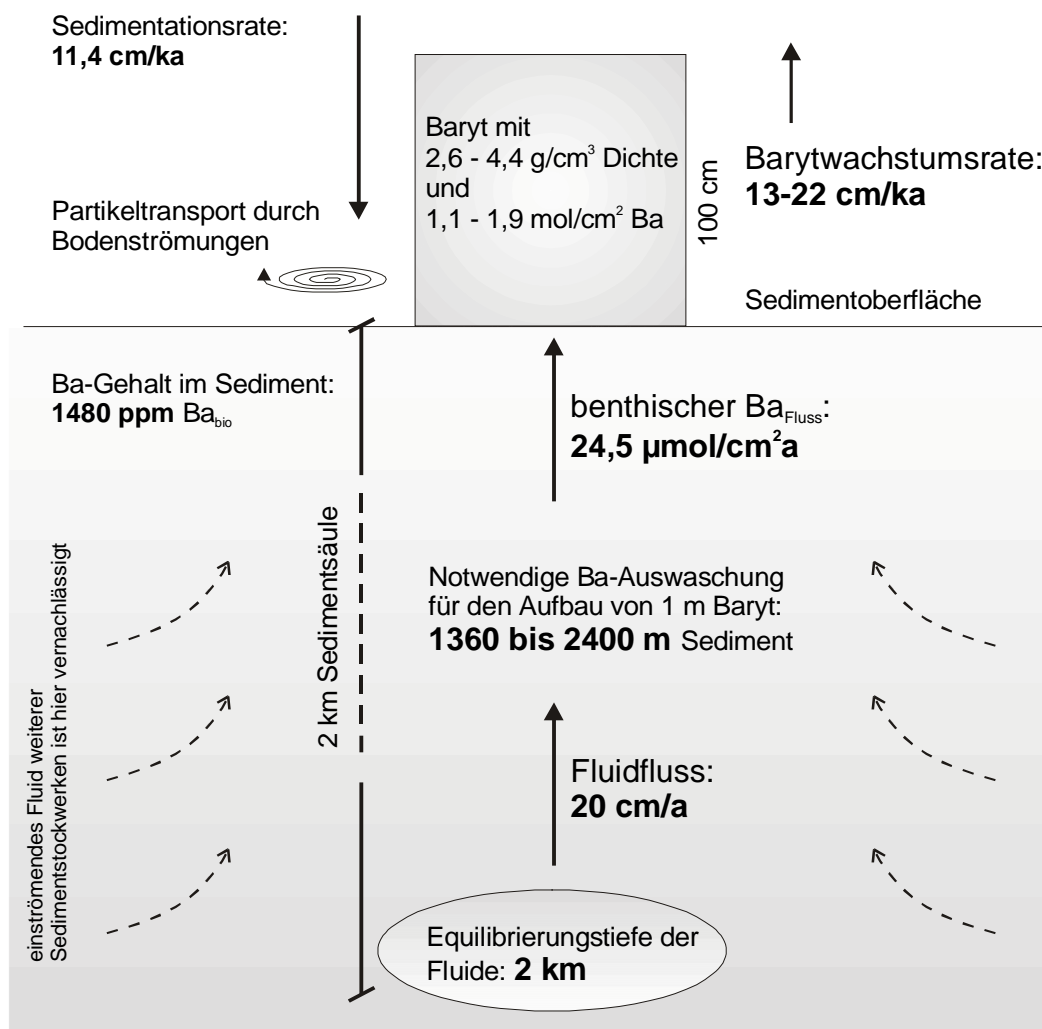 Sedimentationsrate:
11,4 cm/ka
Partikeltransport durch
Bodenströmungen
Baryt mit
2,6 - 4,4 g/cm³ Dichte
und
1,1 - 1,9 mol/cm² Ba
100 cm
Barytwachstumsrate:
13-22 cm/ka
Sedimentoberfläche
Ba-Gehalt im Sediment:
1480 ppm Ba_bio
benthischer Ba_Fluss:
24,5 µmol/cm²a
2 km Sedimentsäule
Notwendige Ba-Auswaschung
für den Aufbau von 1 m Baryt:
1360 bis 2400 m Sediment
einströmendes Fluid weiterer
Sedimentstockwerken ist hier vernachlässigt
Fluidfluss:
20 cm/a
Equilibrierungstiefe der
Fluide: 2 km